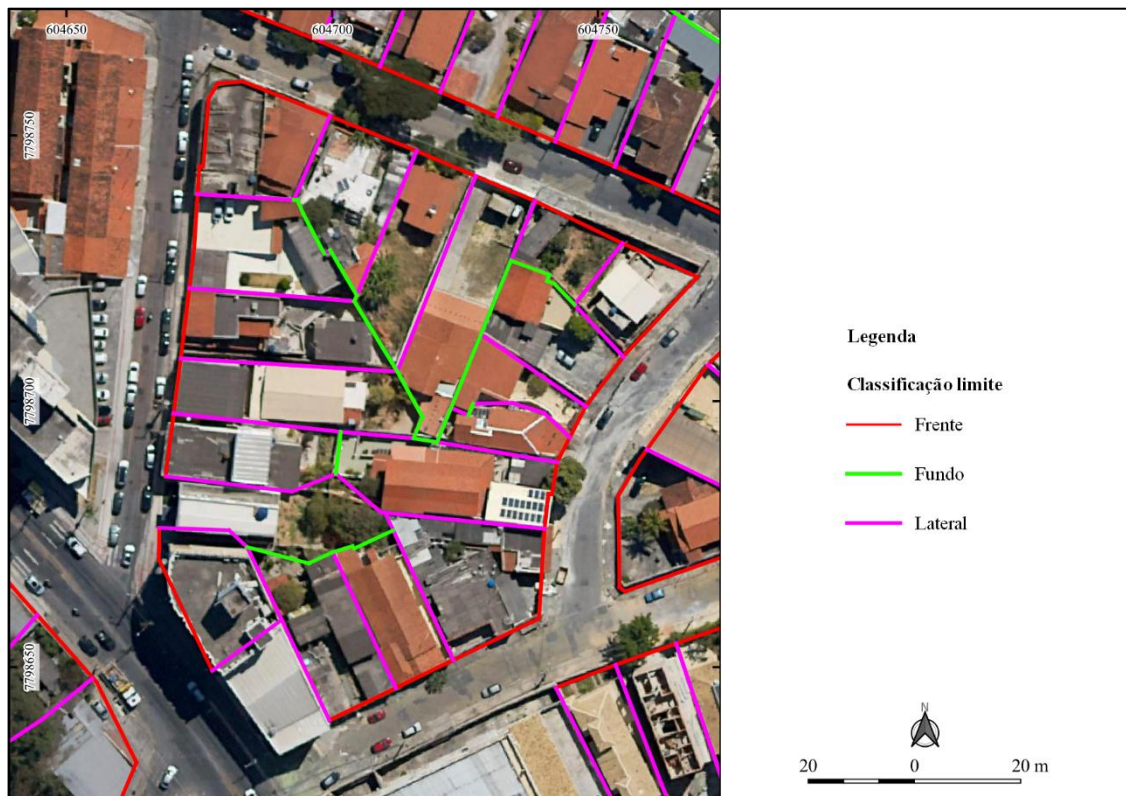 604650
604700
604750
7798750
7798700
7798650
Legenda
Classificação limite
Frente
Fundo
Lateral
N
20
0
20 m